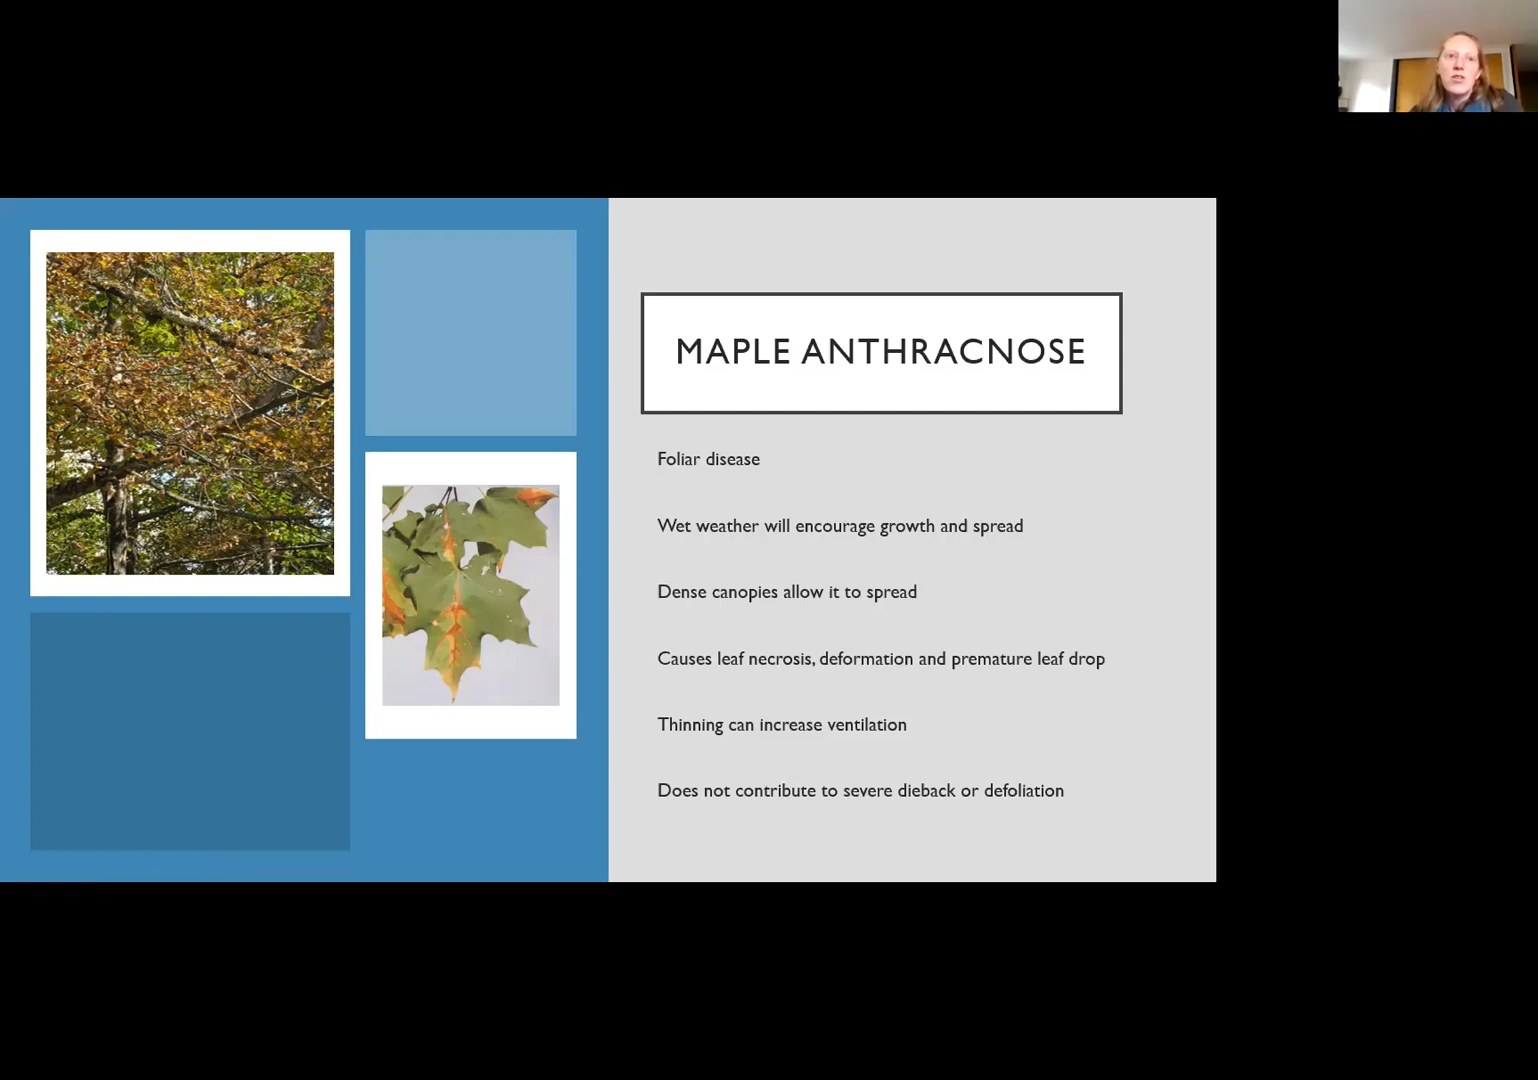 MAPLE ANTHRACNOSE
Foliar disease
Wet weather will encourage growth and spread
Dense canopies allow it to spread
Causes leaf necrosis, deformation and premature leaf drop
Thinning can increase ventilation
Does not contribute to severe dieback or defoliation